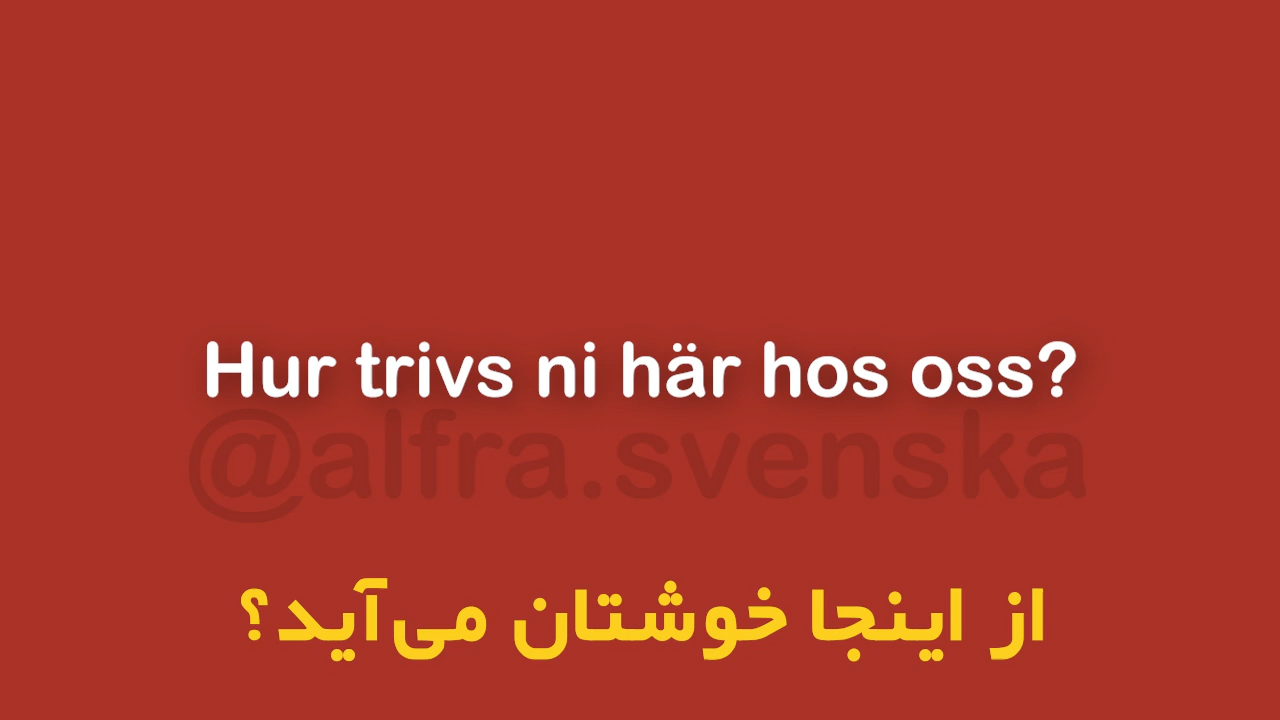 Hur trivs ni här hos oss?
@alfra.svenska
از اینجا خوشتان می‌آید؟